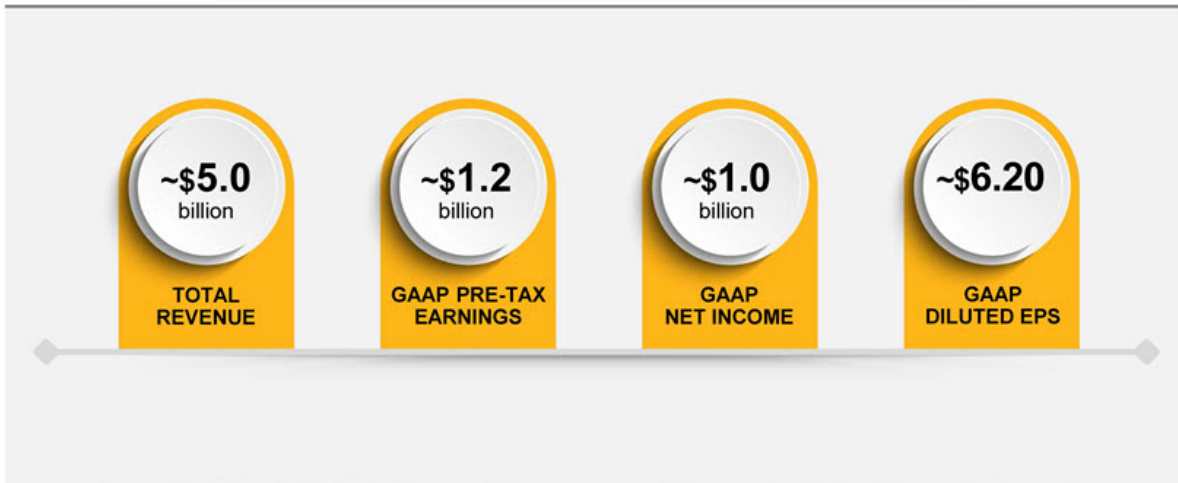 ~$5.0
billion
TOTAL
REVENUE
~$1.2
billion
GAAP PRE-TAX
EARNINGS
~$1.0
billion
GAAP
NET INCOME
~$6.20
GAAP
DILUTED EPS